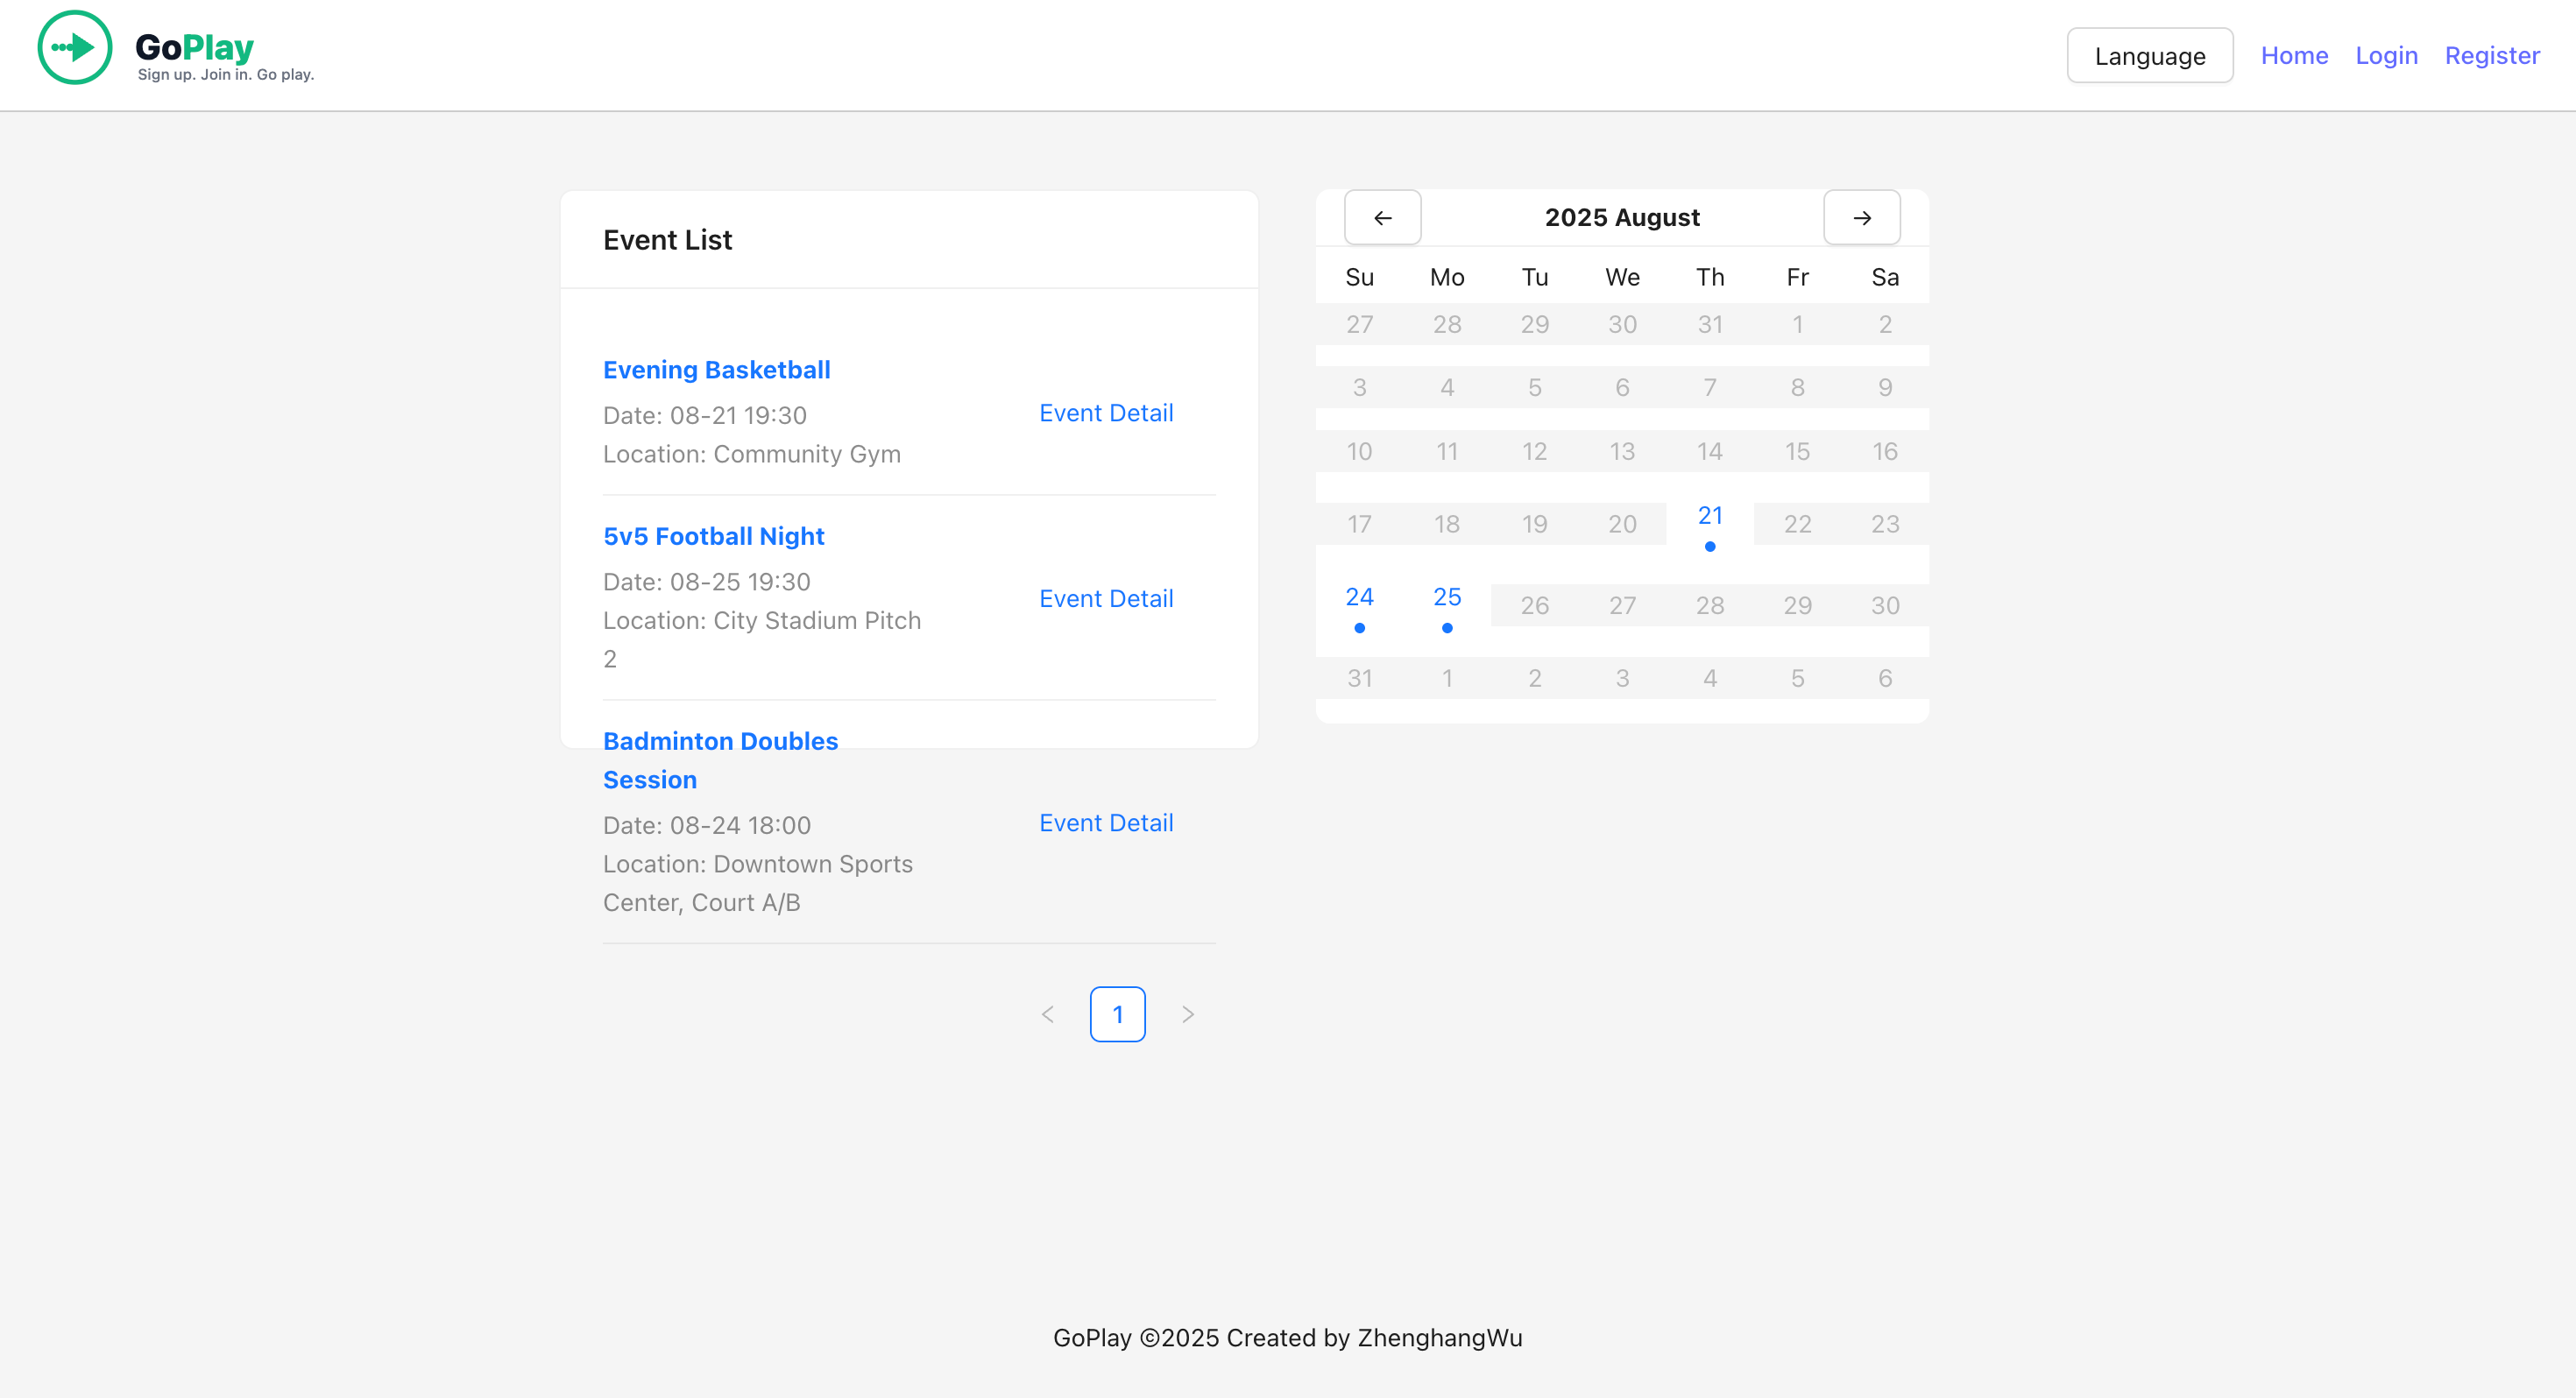 GoPlay
Sign up. Join in. Go play.
Language Home Login Register
Event List
Evening Basketball
Date: 08-21 19:30
Location: Community Gym
Event Detail
5v5 Football Night
Date: 08-25 19:30
Location: City Stadium Pitch
2
Event Detail
Badminton Doubles
Session
Date: 08-24 18:00
Location: Downtown Sports
Center, Court A/B
Event Detail
< 1 >
← 2025 August →
Su Mo Tu We Th Fr Sa
27 28 29 30 31 1 2
3 4 5 6 7 8 9
10 11 12 13 14 15 16
17 18 19 20 21 22 23
24 25 26 27 28 29 30
31 1 2 3 4 5 6
GoPlay ©2025 Created by ZhenghangWu